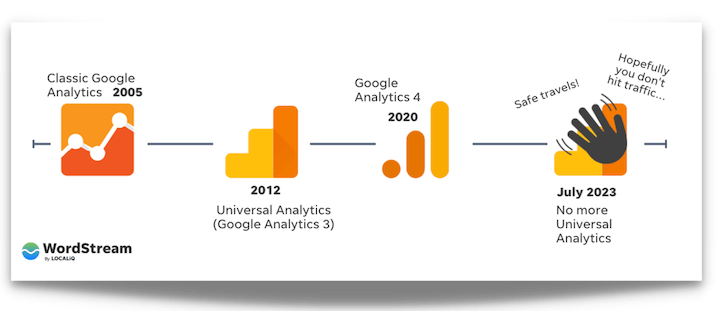 Classic Google
Analytics 2005
2012
Universal Analytics
(Google Analytics 3)
Google
Analytics 4
2020
Safe travels!
Hopefully
you don't
hit traffic...
July 2023
No more
Universal
Analytics
WordStream
by LOCALiQ